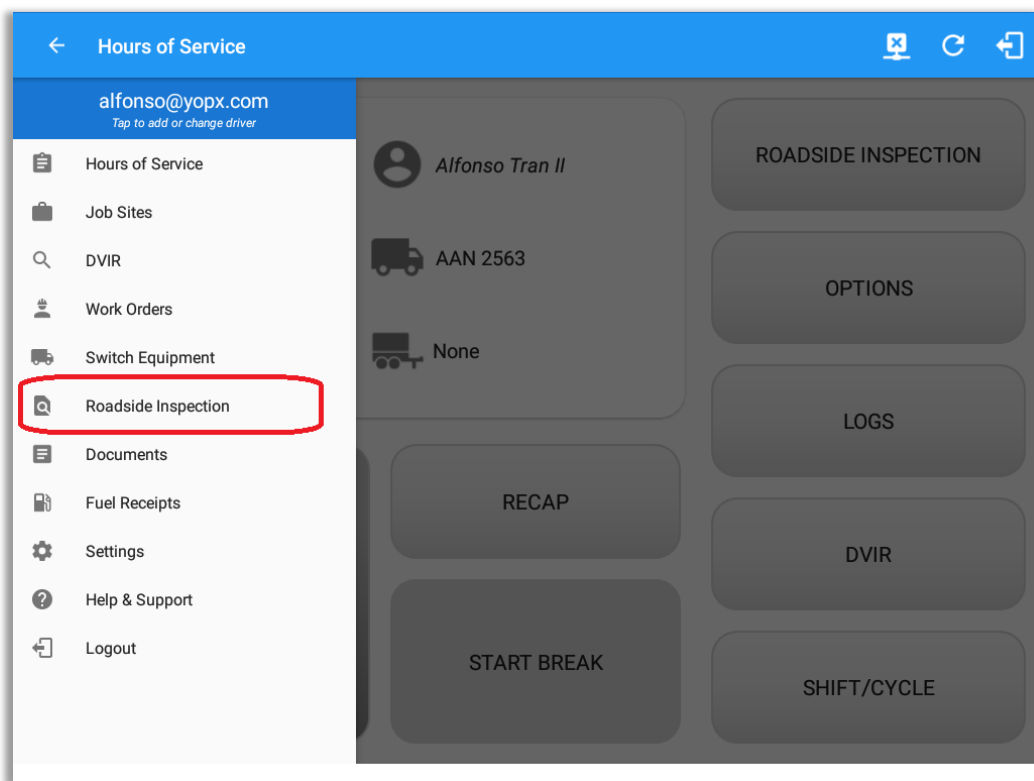 Hours of Service
alfonso@yopx.com
Tap to add or change driver
Hours of Service
Job Sites
DVIR
Work Orders
Switch Equipment
Roadside Inspection
Documents
Fuel Receipts
Settings
Help & Support
Logout
Alfonso Tran II
AAN 2563
None
RECAP
START BREAK
ROADSIDE INSPECTION
OPTIONS
LOGS
DVIR
SHIFT/CYCLE